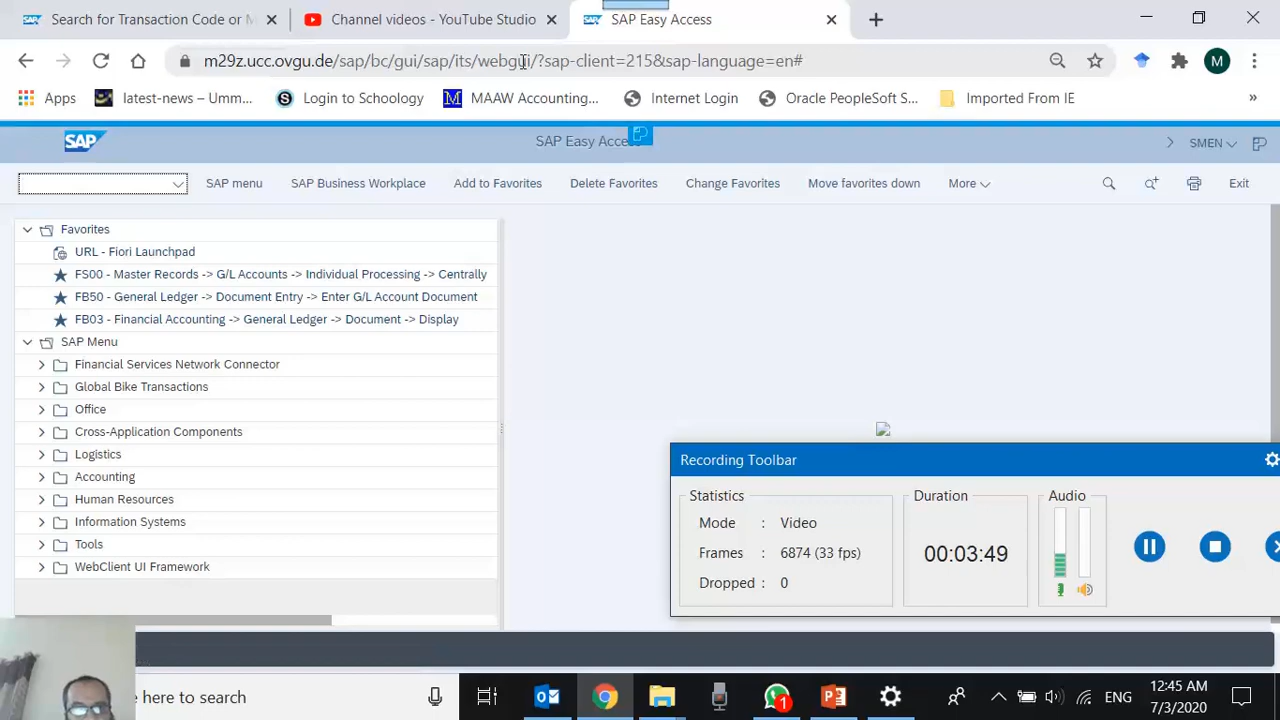 SAP Search for Transaction Code or M
Channel videos - YouTube Studio
SAP SAP Easy Access
m29z.ucc.ovgu.de/sap/bc/gui/sap/its/webgui/?sap-client=215&sap-language=en#
M
Apps
latest-news – Umm...
S Login to Schoology
M MAAW Accounting...
Internet Login
Oracle PeopleSoft S...
Imported From IE
»
SAP
SAP Easy Acce
SMEN
SAP menu
SAP Business Workplace
Add to Favorites
Delete Favorites
Change Favorites
Move favorites down
More
Exit
Favorites
URL - Fiori Launchpad
FS00 - Master Records -> G/L Accounts -> Individual Processing -> Centrally
FB50 - General Ledger -> Document Entry -> Enter G/L Account Document
FB03 - Financial Accounting -> General Ledger -> Document -> Display
SAP Menu
Financial Services Network Connector
Global Bike Transactions
Office
Cross-Application Components
Logistics
Accounting
Human Resources
Information Systems
Tools
WebClient UI Framework
Recording Toolbar
Statistics
Mode : Video
Frames : 6874 (33 fps)
Dropped : 0
Duration
00:03:49
Audio
here to search
1
ENG
12:45 AM
7/3/2020